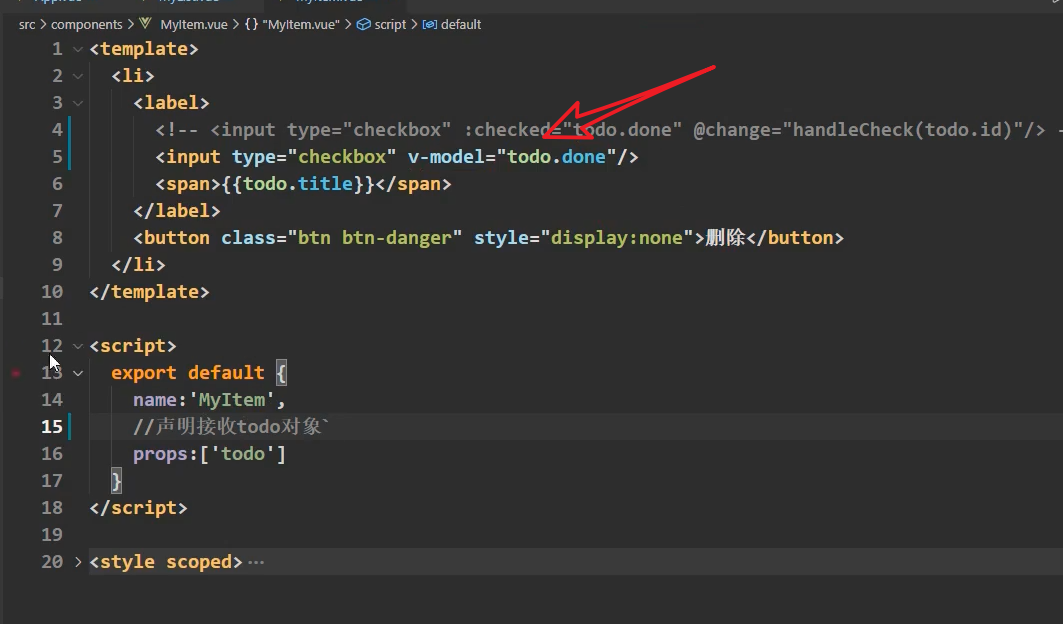 src > components > MyItem.vue > {} "MyItem.vue" > script > default
1 <template>
2 <li>
3 <label>
4 <!-- <input type="checkbox" :checked="todo.done" @change="handleCheck(todo.id)"/> -
5 <input type="checkbox" v-model="todo.done"/>
6 <span>{{todo.title}}</span>
7 </label>
8 <button class="btn btn-danger" style="display:none">删除</button>
9 </li>
10 </template>
11
12 <script>
13 export default {
14 name:'MyItem',
15 //声明接收todo对象`
16 props:['todo']
17 }
18 </script>
19
20 <style scoped>…